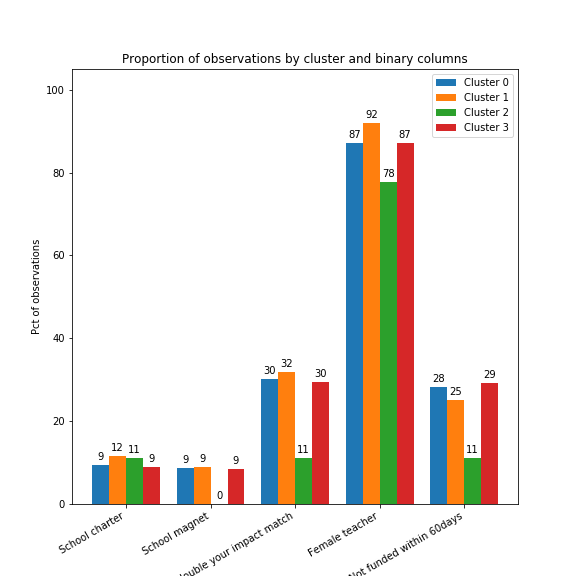 Proportion of observations by cluster and binary columns
Cluster 0
Cluster 1
Cluster 2
Cluster 3
Pct of observations
100
80
60
40
20
0
9 12 11 9
9 9 0 9
30 32 11 30
87 92 78 87
28 25 11 29
School charter
School magnet
your impact match
Female teacher
funded within 60days